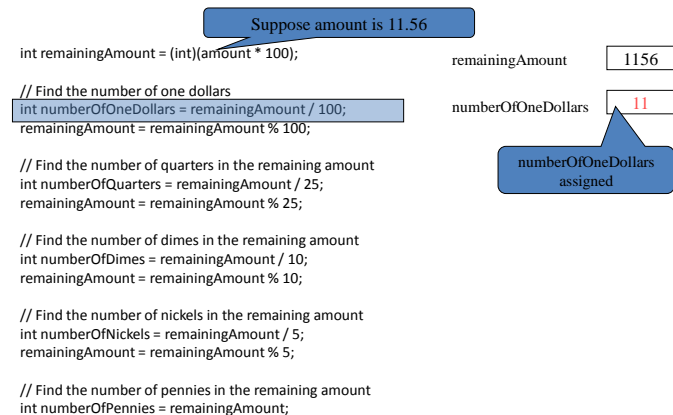 Suppose amount is 11.56
int remainingAmount = (int)(amount * 100);
// Find the number of one dollars
int numberOfOneDollars = remainingAmount / 100;
remainingAmount = remainingAmount % 100;
// Find the number of quarters in the remaining amount
int numberOfQuarters = remainingAmount / 25;
remainingAmount = remainingAmount % 25;
// Find the number of dimes in the remaining amount
int numberOfDimes = remainingAmount / 10;
remainingAmount = remainingAmount % 10;
// Find the number of nickels in the remaining amount
int numberOfNickels = remainingAmount / 5;
remainingAmount = remainingAmount % 5;
// Find the number of pennies in the remaining amount
int numberOfPennies = remainingAmount;
remainingAmount 1156
numberOfOneDollars 11
numberOfOneDollars
assigned